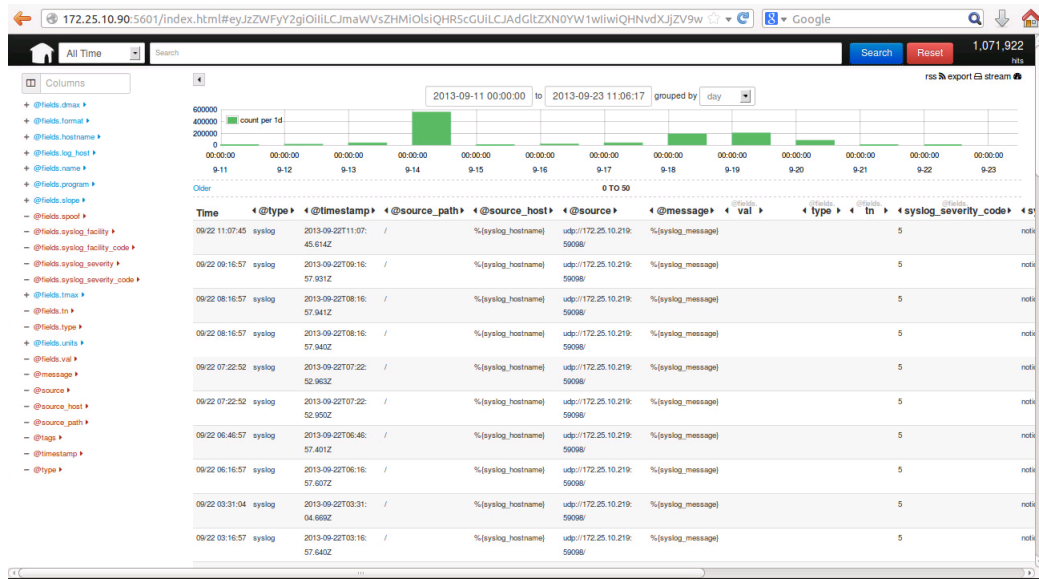 172.25.10.90:5601/index.html#eyJzZWFyY2giOiIiLCJmaWVsZHMiOlsiQHR5cGUiLCJAdGltZXN0YW1wIiwiQHNvdXJjZV9w
Google
All Time
Search
Search
Reset
1,071,922
hits
Columns
rss export stream
2013-09-11 00:00:00 to 2013-09-23 11:06:17 grouped by day
600000
400000
200000
0
count per 1d
00:00:00 00:00:00 00:00:00 00:00:00 00:00:00 00:00:00 00:00:00 00:00:00 00:00:00 00:00:00 00:00:00 00:00:00 00:00:00
9-11 9-12 9-13 9-14 9-15 9-16 9-17 9-18 9-19 9-20 9-21 9-22 9-23
Older
0 TO 50
+ @fields.dmax
+ @fields.format
+ @fields.hostname
+ @fields.log_host
+ @fields.name
+ @fields.program
+ @fields.slope
− @fields.spoof
− @fields.syslog_facility
− @fields.syslog_facility_code
− @fields.syslog_severity
− @fields.syslog_severity_code
+ @fields.tmax
− @fields.tn
− @fields.type
+ @fields.units
− @fields.val
− @message
− @source
− @source_host
− @source_path
− @tags
− @timestamp
− @type
@fields. @fields. @fields. @fields.
Time @type @timestamp @source_path @source_host @source @message val type tn syslog_severity_code sy
09/22 11:07:45 syslog 2013-09-22T11:07: / %{syslog_hostname} udp://172.25.10.219: %{syslog_message} 5 notic
45.614Z 59098/
09/22 09:16:57 syslog 2013-09-22T09:16: / %{syslog_hostname} udp://172.25.10.219: %{syslog_message} 5 notic
57.931Z 59098/
09/22 08:16:57 syslog 2013-09-22T08:16: / %{syslog_hostname} udp://172.25.10.219: %{syslog_message} 5 notic
57.941Z 59098/
09/22 08:16:57 syslog 2013-09-22T08:16: / %{syslog_hostname} udp://172.25.10.219: %{syslog_message} 5 notic
57.940Z 59098/
09/22 07:22:52 syslog 2013-09-22T07:22: / %{syslog_hostname} udp://172.25.10.219: %{syslog_message} 5 notic
52.963Z 59098/
09/22 07:22:52 syslog 2013-09-22T07:22: / %{syslog_hostname} udp://172.25.10.219: %{syslog_message} 5 notic
52.950Z 59098/
09/22 06:46:57 syslog 2013-09-22T06:46: / %{syslog_hostname} udp://172.25.10.219: %{syslog_message} 5 notic
57.401Z 59098/
09/22 06:16:57 syslog 2013-09-22T06:16: / %{syslog_hostname} udp://172.25.10.219: %{syslog_message} 5 notic
57.607Z 59098/
09/22 03:31:04 syslog 2013-09-22T03:31: / %{syslog_hostname} udp://172.25.10.219: %{syslog_message} 5 notic
04.669Z 59098/
09/22 03:16:57 syslog 2013-09-22T03:16: / %{syslog_hostname} udp://172.25.10.219: %{syslog_message} 5 notic
57.640Z 59098/